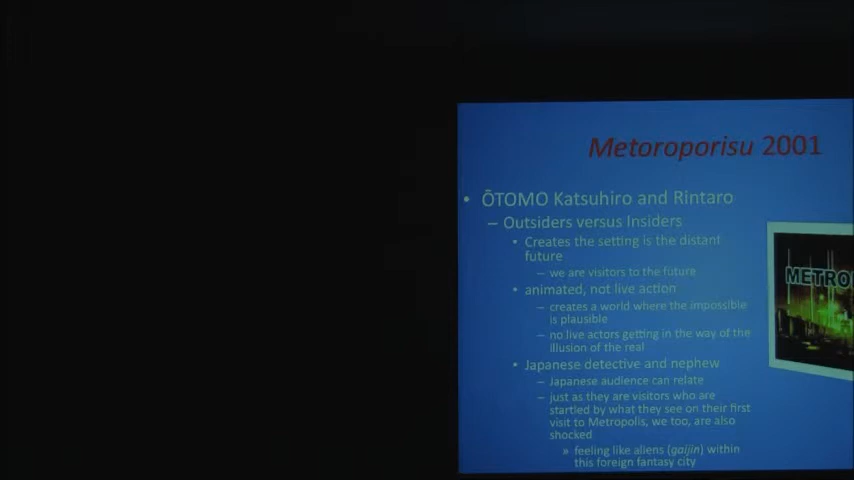 Metoroporisu 2001
• ŌTOMO Katsuhiro and Rintaro
– Outsiders versus Insiders
• Creates the setting is the distant
future
– we are visitors to the future
• animated, not live action
– creates a world where the impossible
is plausible
– no live actors getting in the way of the
illusion of the real
• Japanese detective and nephew
– Japanese audience can relate
– just as they are visitors who are
startled by what they see on their first
visit to Metropolis, we too, are also
shocked
» feeling like aliens (gaijin) within
this foreign fantasy city
METRO